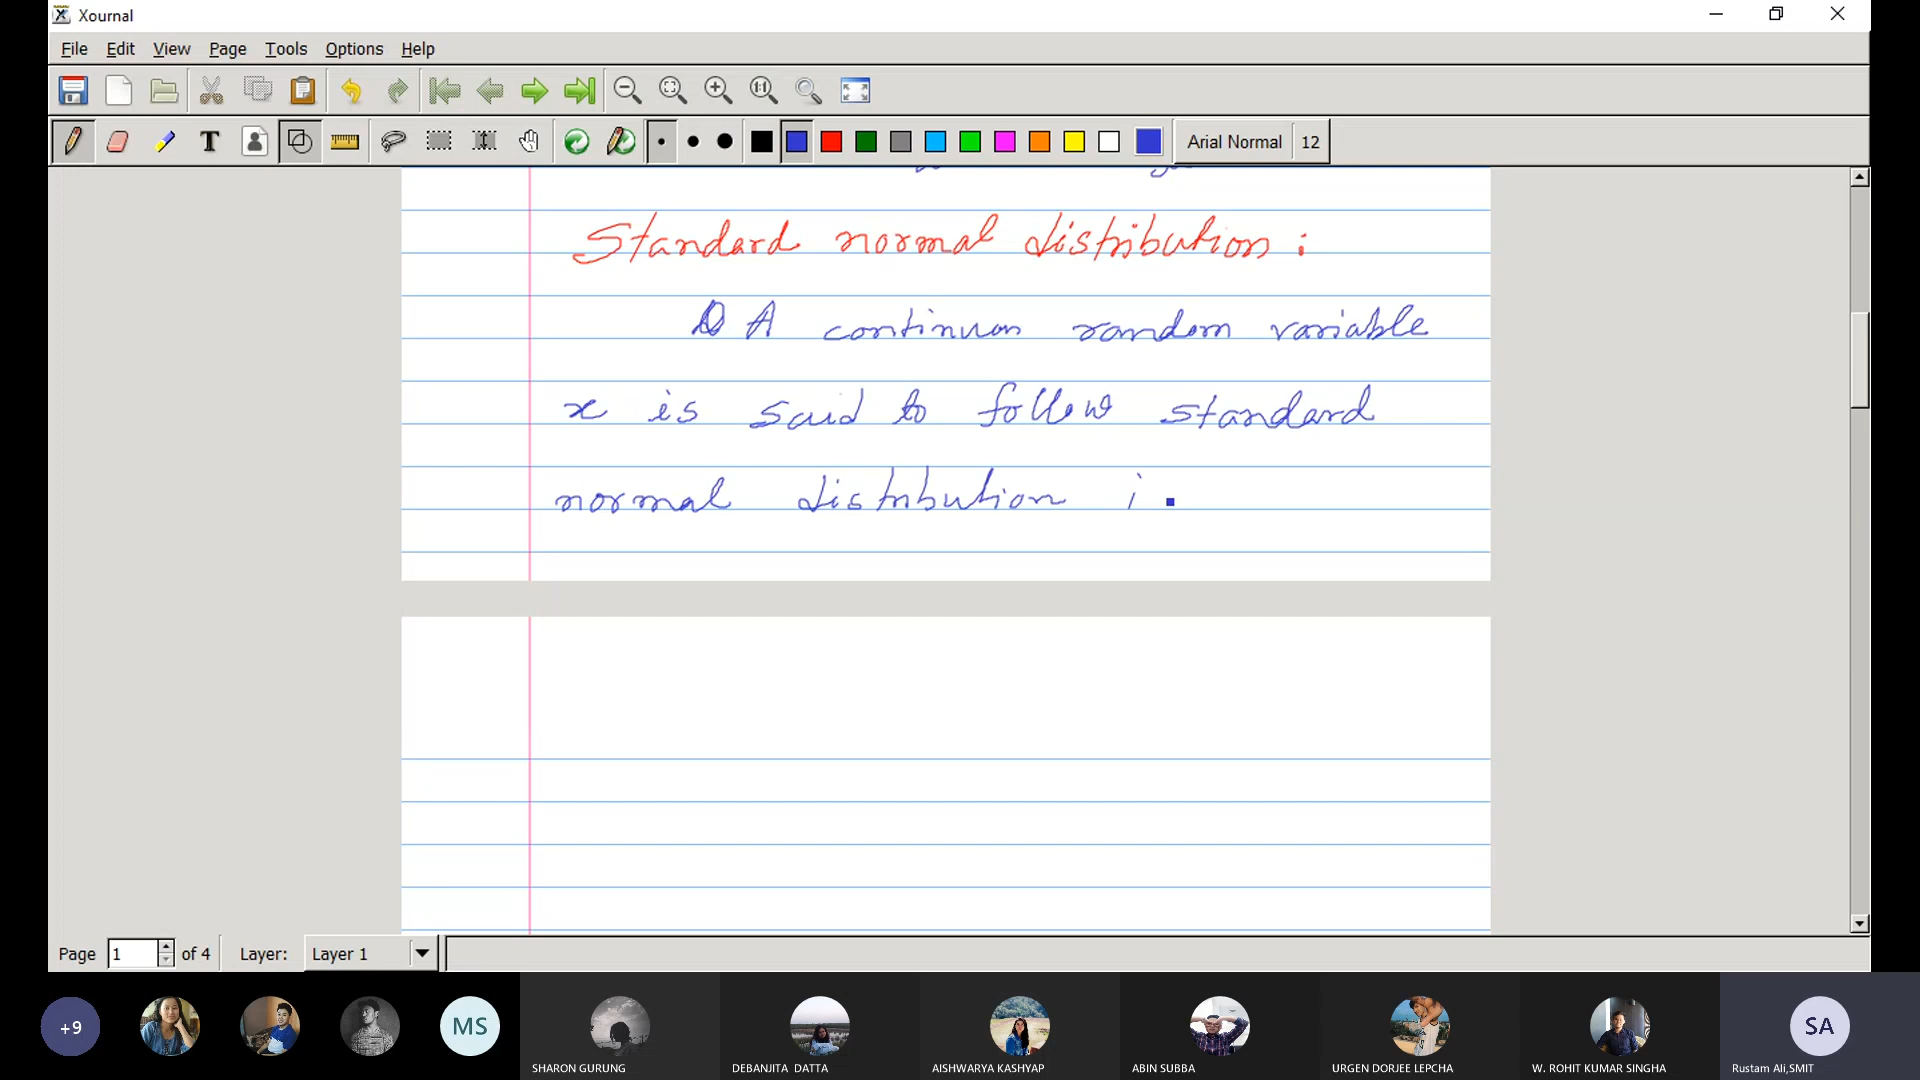 Xournal
File Edit View Page Tools Options Help
Arial Normal 12
Standard normal distribution :
A continuous random variable
x is said to follow standard
normal distribution i
Page 1 of 4 Layer: Layer 1
+9 MS SA
SHARON GURUNG DEBANJITA DATTA AISHWARYA KASHYAP ABIN SUBBA URGEN DORJEE LEPCHA W. ROHIT KUMAR SINGHA Rustam Ali,SMIT